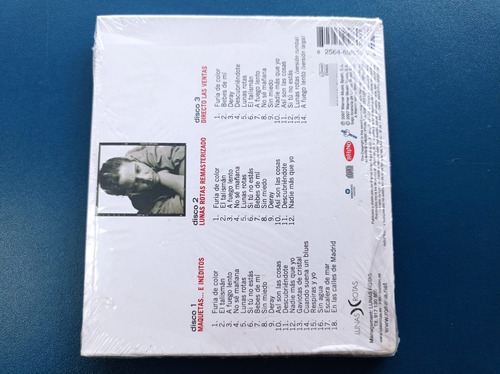 disco 1
MAQUETAS... E INÉDITOS
1. Furia de color
2. El talismán
3. A fuego lento
4. No sé mañana
5. Lunas rotas
6. Si tú no estás
7. Bebes de mí
8. Sin miedo
9. Deray
10. Así son las cosas
11. Descubriéndote
12. Nadie más que yo
13. Gaviotas de cristal
14. Cuando suena un blues
15. Respiras y yo
16. Sin agua
17. Escalera de mar
18. En las calles de Madrid
disco 2
LUNAS ROTAS REMASTERIZADO
1. Furia de color
2. El talismán
3. A fuego lento
4. No sé mañana
5. Lunas rotas
6. Si tú no estás
7. Bebes de mí
8. Sin miedo
9. Deray
10. Así son las cosas
11. Descubriéndote
12. Nadie más que yo
disco 3
DIRECTO LAS VENTAS
1. Furia de color
2. Bebes de mí
3. Deray
4. Descubriéndote
5. Lunas rotas
6. El talismán
7. A fuego lento
8. No sé mañana
9. Sin miedo
10. Nadie más que yo
11. Así son las cosas
12. Si tú no estás
13. Lunas rotas (versión rumba)
14. A fuego lento (versión larga)
LUNAS ROTAS